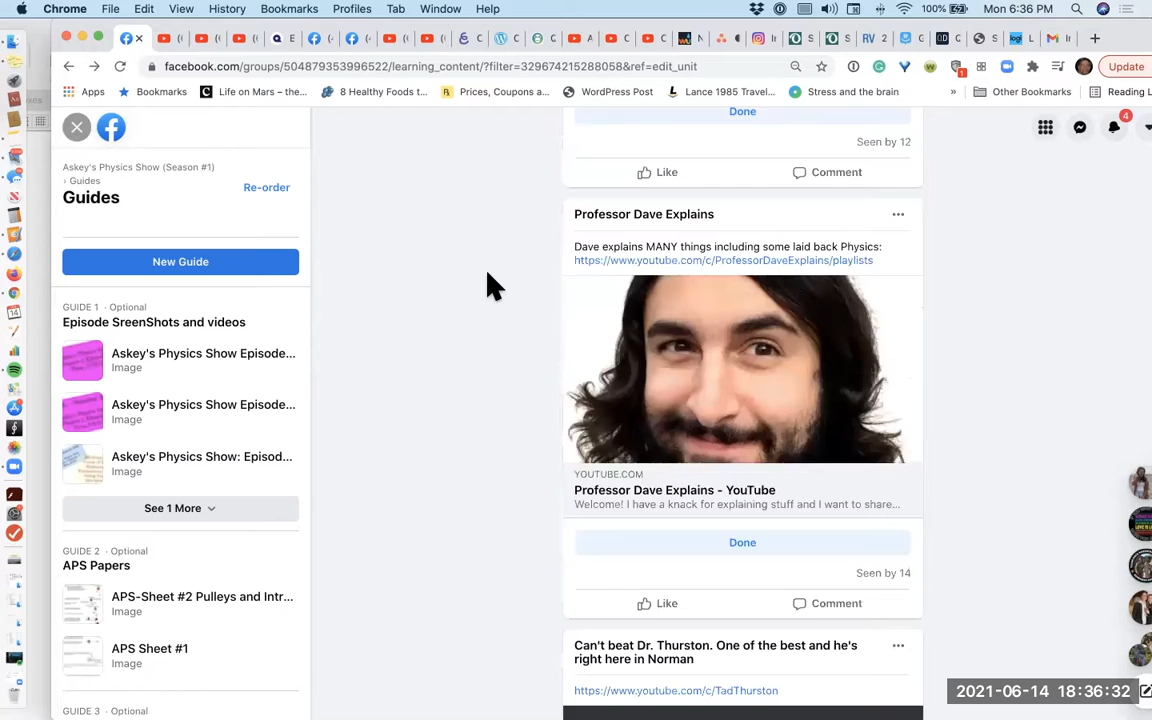 Chrome File Edit View History Bookmarks Profiles Tab Window Help
100% Mon 6:36 PM
facebook.com/groups/504879353996522/learning_content/?filter=329674215288058&ref=edit_unit
Update
Apps Bookmarks Life on Mars – the... 8 Healthy Foods t... Prices, Coupons a... WordPress Post Lance 1985 Travel... Stress and the brain » Other Bookmarks Reading L
Askey's Physics Show (Season #1)
› Guides
Guides
Re-order
New Guide
GUIDE 1 · Optional
Episode SreenShots and videos
Askey's Physics Show Episode...
Image
Askey's Physics Show Episode...
Image
Askey's Physics Show: Episod...
Image
See 1 More
GUIDE 2 · Optional
APS Papers
APS-Sheet #2 Pulleys and Intr...
Image
APS Sheet #1
Image
GUIDE 3 · Optional
Done
Seen by 12
Like Comment
Professor Dave Explains
Dave explains MANY things including some laid back Physics:
https://www.youtube.com/c/ProfessorDaveExplains/playlists
YOUTUBE.COM
Professor Dave Explains - YouTube
Welcome! I have a knack for explaining stuff and I want to share...
Done
Seen by 14
Like Comment
Can't beat Dr. Thurston. One of the best and he's
right here in Norman
https://www.youtube.com/c/TadThurston
4
2021-06-14 18:36:32